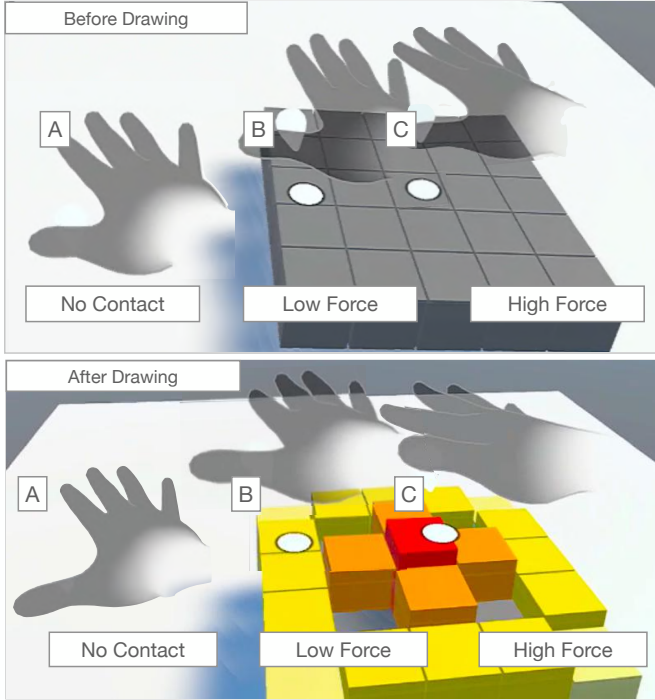 Before Drawing
A
B
C
No Contact
Low Force
High Force
After Drawing
A
B
C
No Contact
Low Force
High Force